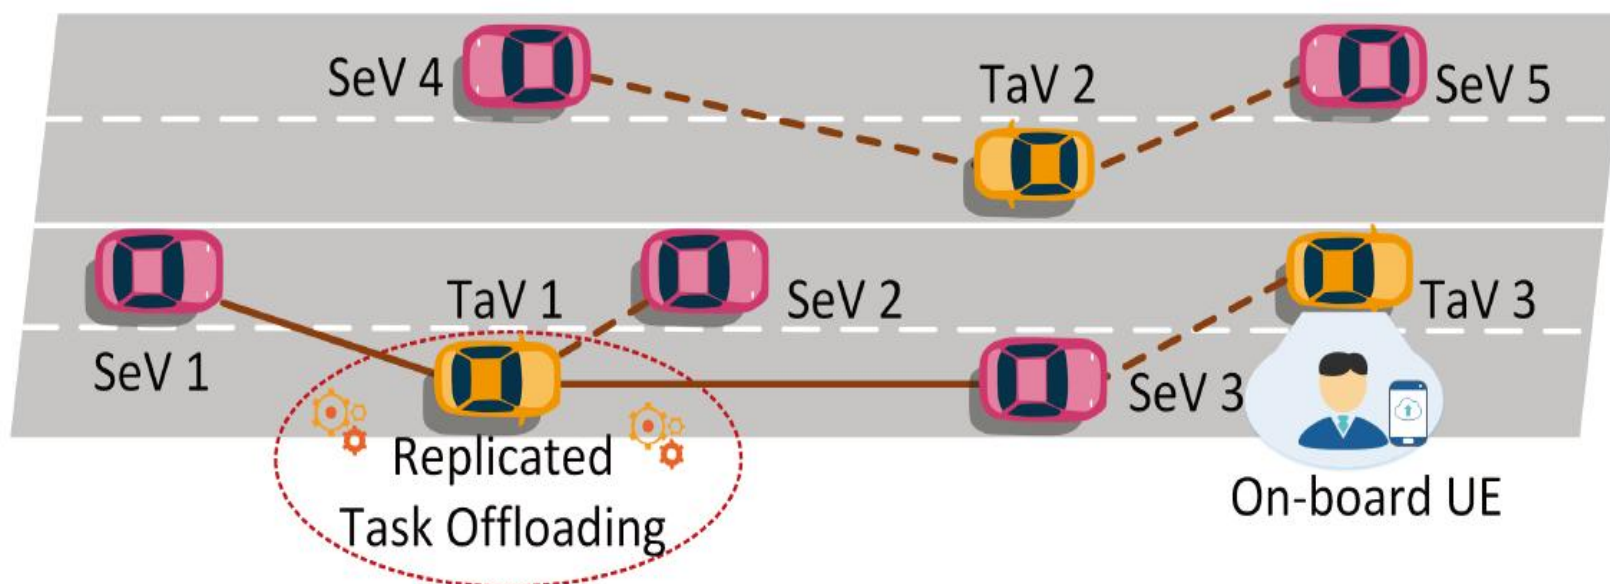 SeV 4
TaV 2
SeV 5
TaV 1
SeV 2
TaV 3
SeV 1
SeV 3
Replicated
Task Offloading
On-board UE